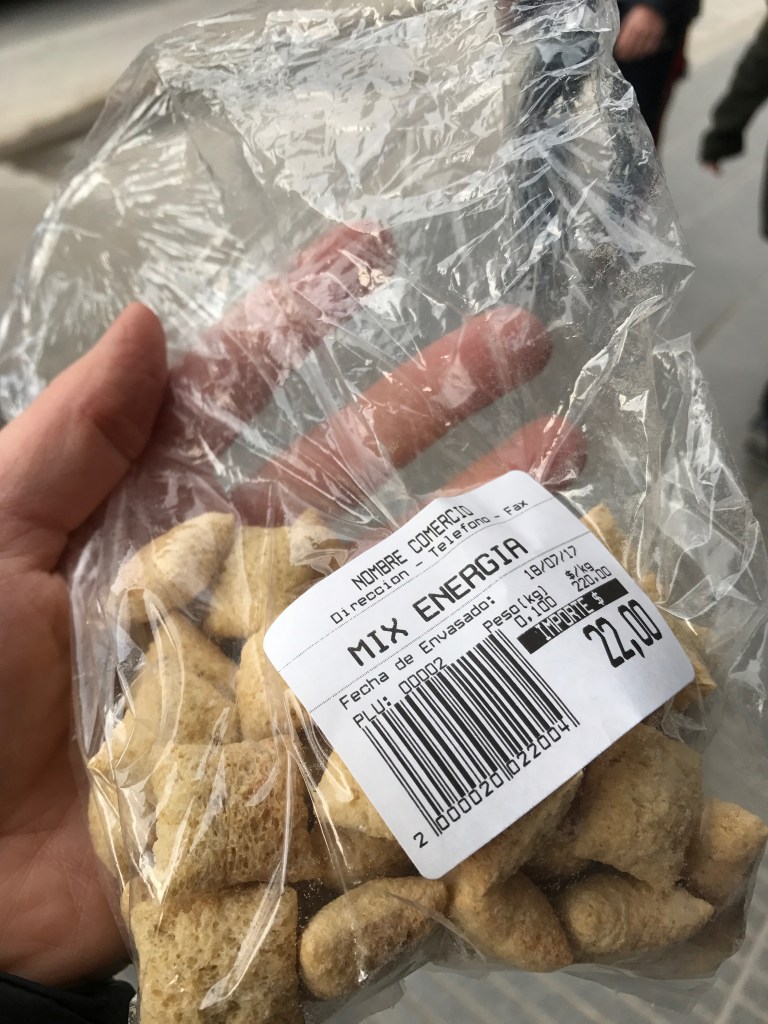 NOMBRE COMERCIO
Direccion - Telefono - Fax
MIX ENERGIA
Fecha de Envasado: 18/07/17
PLU: 00002 Peso(kg) $/kg
0,100 220,00
IMPORTE $
22,00
2 000020 022004